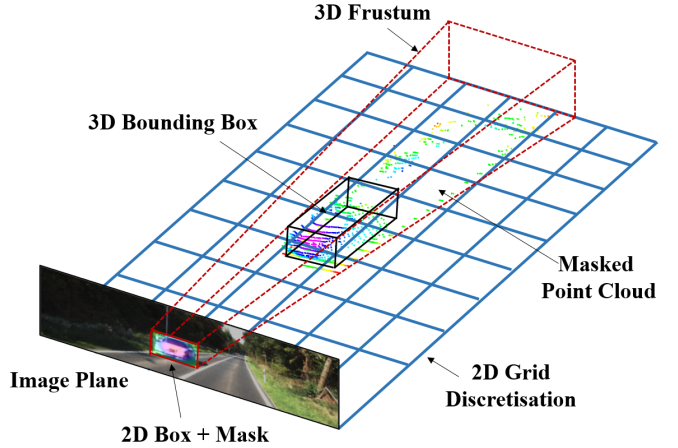 3D Frustum
3D Bounding Box
Masked
Point Cloud
Image Plane
2D Grid
Discretisation
2D Box + Mask